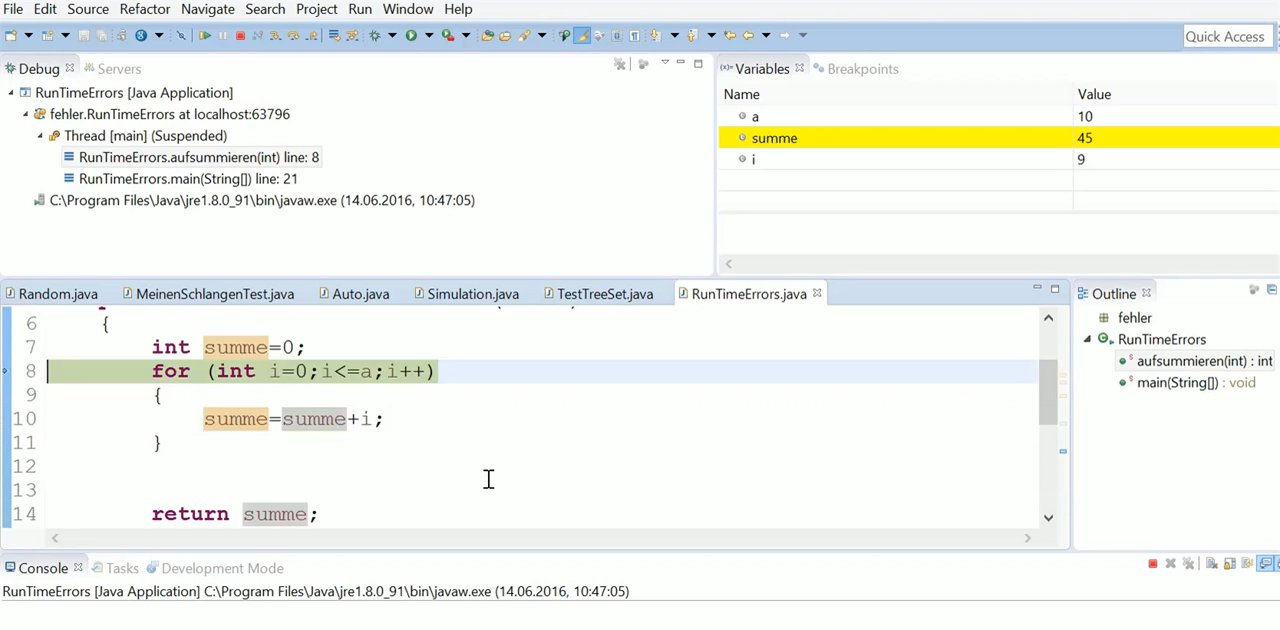 File Edit Source Refactor Navigate Search Project Run Window Help
Quick Access
Debug Servers
RunTimeErrors [Java Application]
fehler.RunTimeErrors at localhost:63796
Thread [main] (Suspended)
RunTimeErrors.aufsummieren(int) line: 8
RunTimeErrors.main(String[]) line: 21
C:\Program Files\Java\jre1.8.0_91\bin\javaw.exe (14.06.2016, 10:47:05)
(x)= Variables Breakpoints
Name Value
a 10
summe 45
i 9
Random.java MeinenSchlangenTest.java Auto.java Simulation.java TestTreeSet.java RunTimeErrors.java
6 {
7 int summe=0;
8 for (int i=0;i<=a;i++)
9 {
10 summe=summe+i;
11 }
12
13
14 return summe;
Outline
fehler
RunTimeErrors
aufsummieren(int) : int
main(String[]) : void
Console Tasks Development Mode
RunTimeErrors [Java Application] C:\Program Files\Java\jre1.8.0_91\bin\javaw.exe (14.06.2016, 10:47:05)